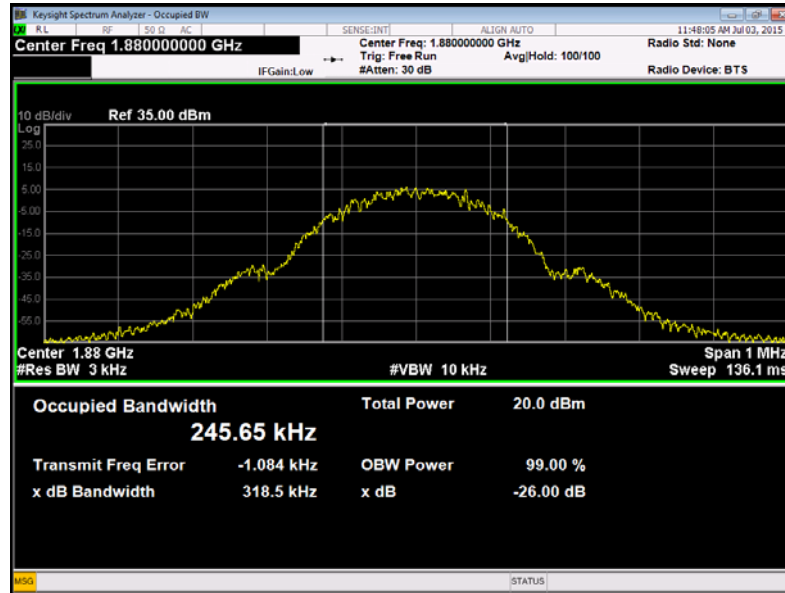 Keysight Spectrum Analyzer - Occupied BW
RL RF 50 Ω AC SENSE:INT ALIGN AUTO 11:48:05 AM Jul 03, 2015
Center Freq 1.880000000 GHz Center Freq: 1.880000000 GHz Radio Std: None
Trig: Free Run Avg|Hold: 100/100
IFGain:Low #Atten: 30 dB Radio Device: BTS
10 dB/div Ref 35.00 dBm
Log
25.0
15.0
5.00
-5.00
-15.0
-25.0
-35.0
-45.0
-55.0
Center 1.88 GHz Span 1 MHz
#Res BW 3 kHz #VBW 10 kHz Sweep 136.1 ms
Occupied Bandwidth Total Power 20.0 dBm
245.65 kHz
Transmit Freq Error -1.084 kHz OBW Power 99.00 %
x dB Bandwidth 318.5 kHz x dB -26.00 dB
MSG STATUS